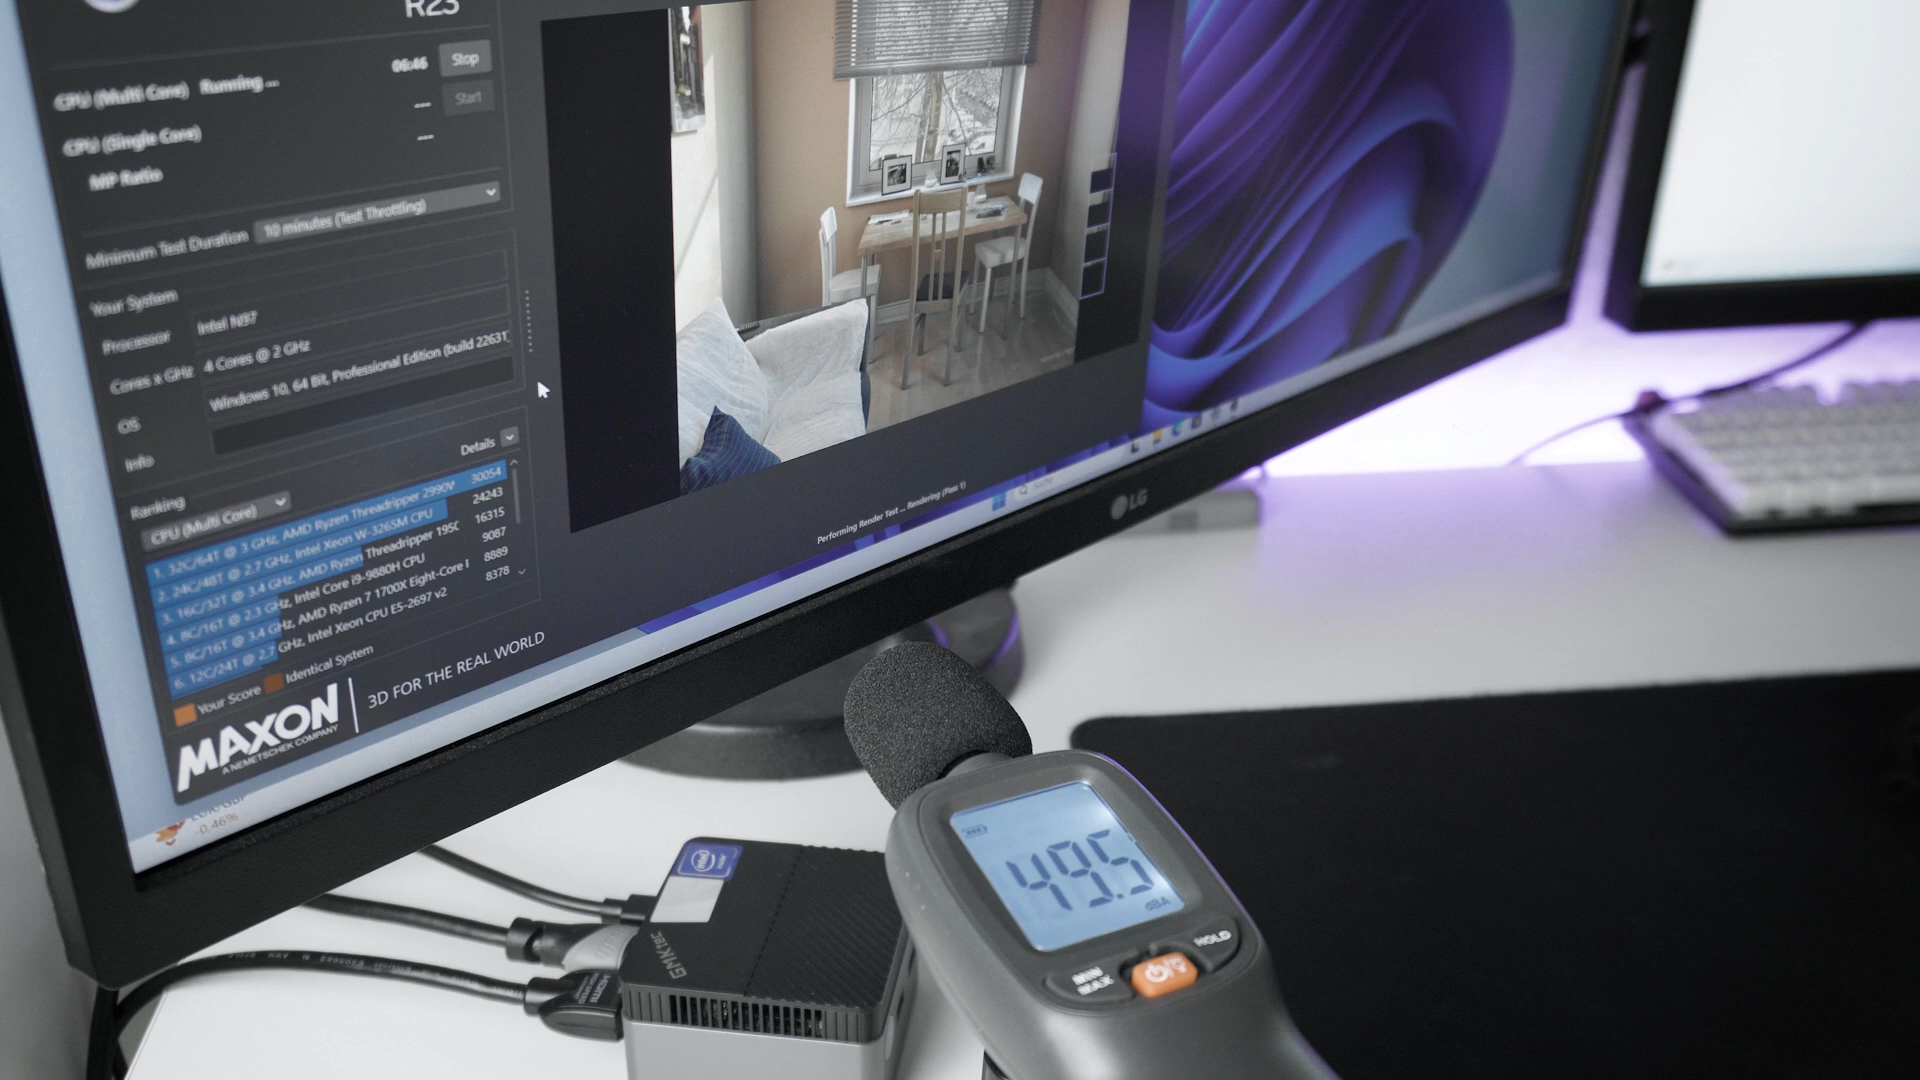 R23
CPU (Multi Core) Running ... 06:46 Stop
CPU (Single Core) --- Start
MP Ratio ---
Minimum Test Duration 10 minutes (Test Throttling)
Your System
Processor Intel N97
Cores x GHz 4 Cores @ 2 GHz
OS Windows 10, 64 Bit, Professional Edition (build 22631)
Info
Ranking Details
CPU (Multi Core)
1. 32C/64T @ 3 GHz, AMD Ryzen Threadripper 2990W 30054
2. 24C/48T @ 2.7 GHz, Intel Xeon W-3265M CPU 24243
3. 16C/32T @ 3.4 GHz, AMD Ryzen Threadripper 195 16315
4. 8C/16T @ 2.3 GHz, Intel Core i9-9880H CPU 9087
5. 8C/16T @ 3.4 GHz, AMD Ryzen 7 1700X Eight-Core 8889
6. 12C/24T @ 2.7 GHz, Intel Xeon CPU E5-2697 v2 8378
Your Score Identical System
MAXON 3D FOR THE REAL WORLD
A NEMETSCHEK COMPANY
Performing Render Test ... Rendering (Pass 1)
Suche
-0,46%
LG
intel
GMKtec
HDMI
49.5
dBA
HOLD
MIN
MAX